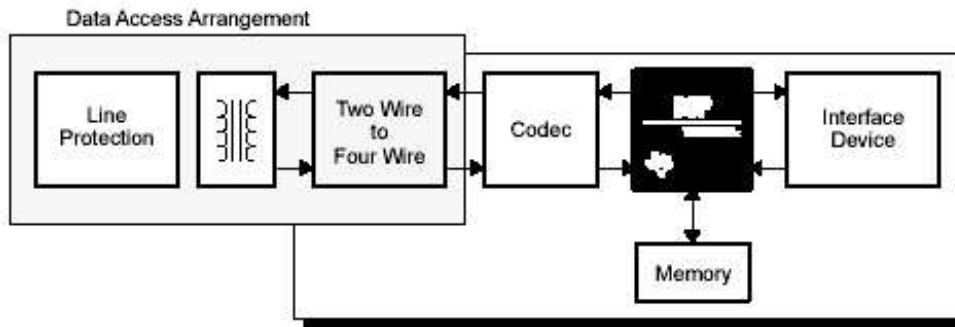 Data Access Arrangement
Line
Protection
Two Wire
to
Four Wire
Codec
Interface
Device
Memory